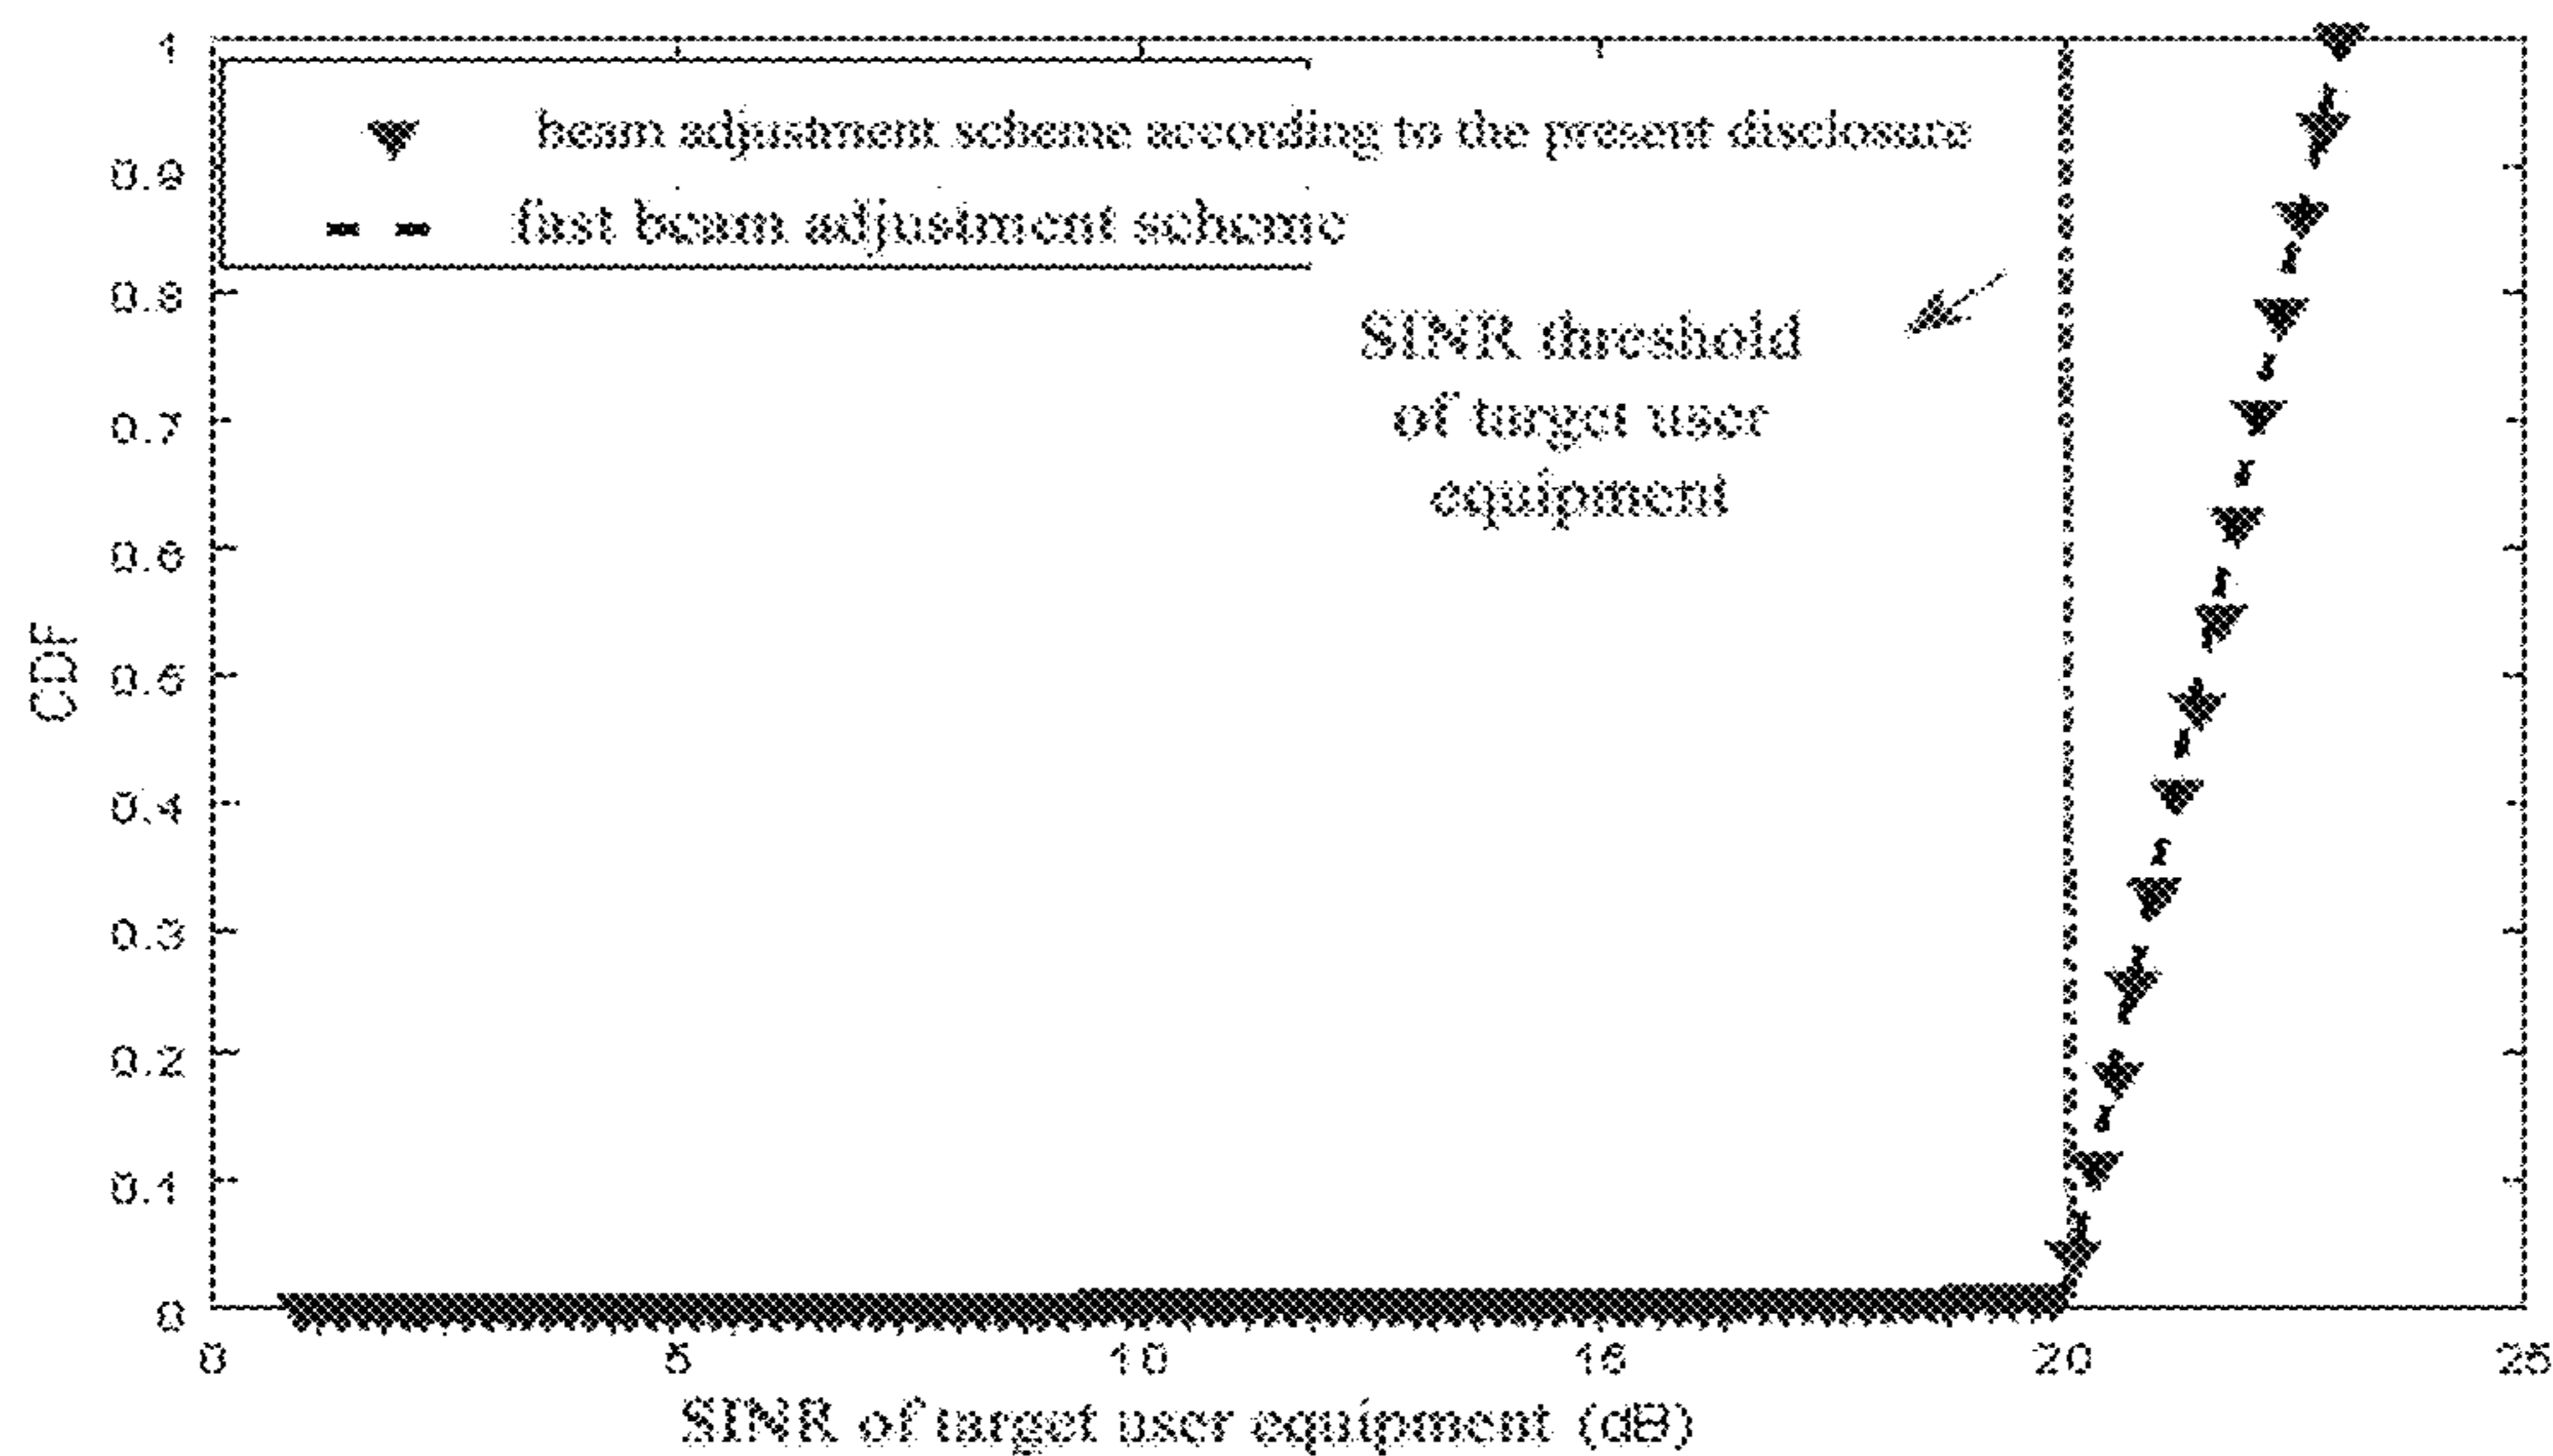 1
0.9
0.8
0.7
0.6
0.5
0.4
0.3
0.2
0.1
0
CDF
beam adjustment scheme according to the present disclosure
fast beam adjustment scheme
SINR threshold
of target user
equipment
0 5 10 15 20 25
SINR of target user equipment (dB)